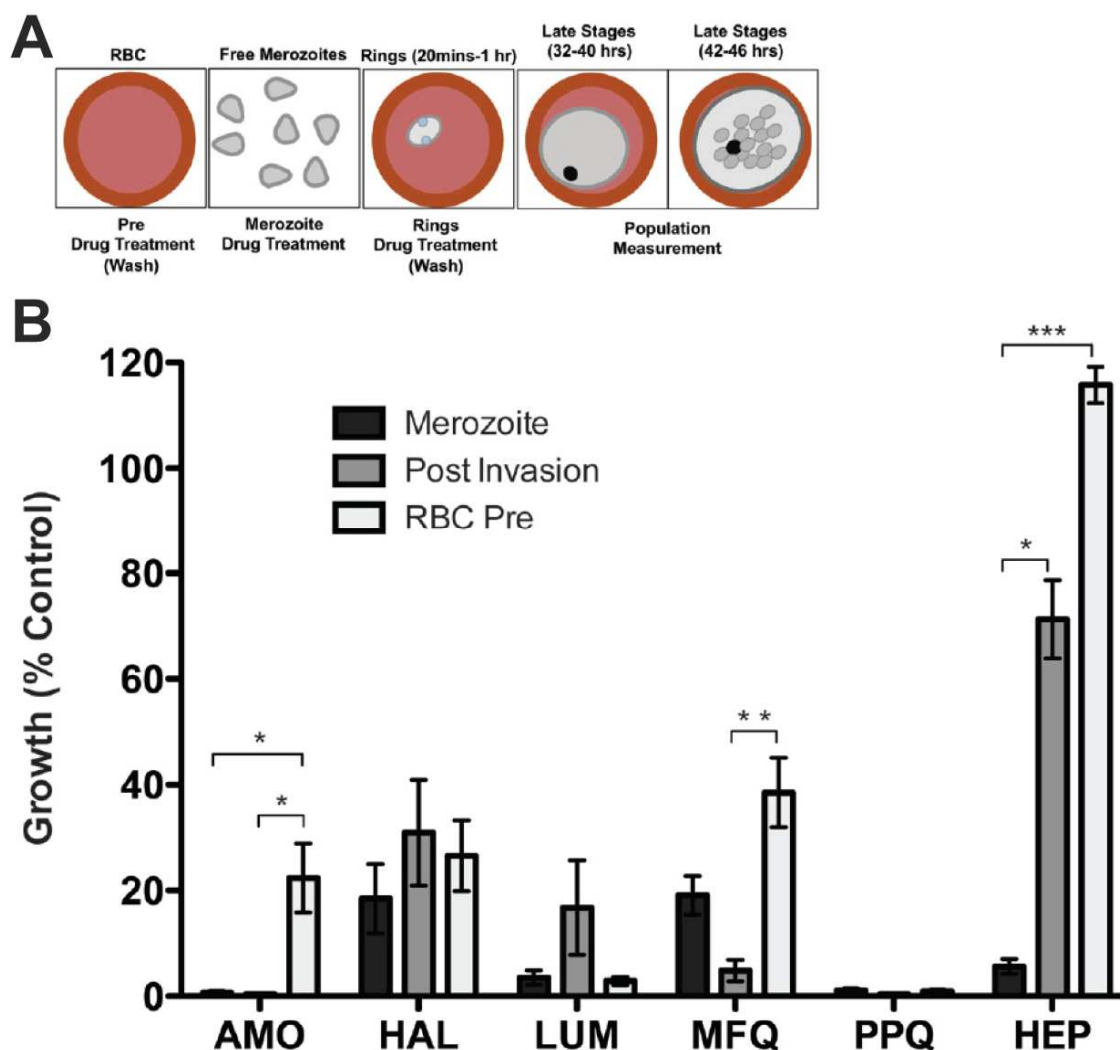 A
RBC
Free Merozoites
Rings (20mins-1 hr)
Late Stages
(32-40 hrs)
Late Stages
(42-46 hrs)
Pre
Drug Treatment
(Wash)
Merozoite
Drug Treatment
Rings
Drug Treatment
(Wash)
Population
Measurement
B
Growth (% Control)
120
100
80
60
40
20
0
Merozoite
Post Invasion
RBC Pre
*
*
* *
*
***
AMO HAL LUM MFQ PPQ HEP